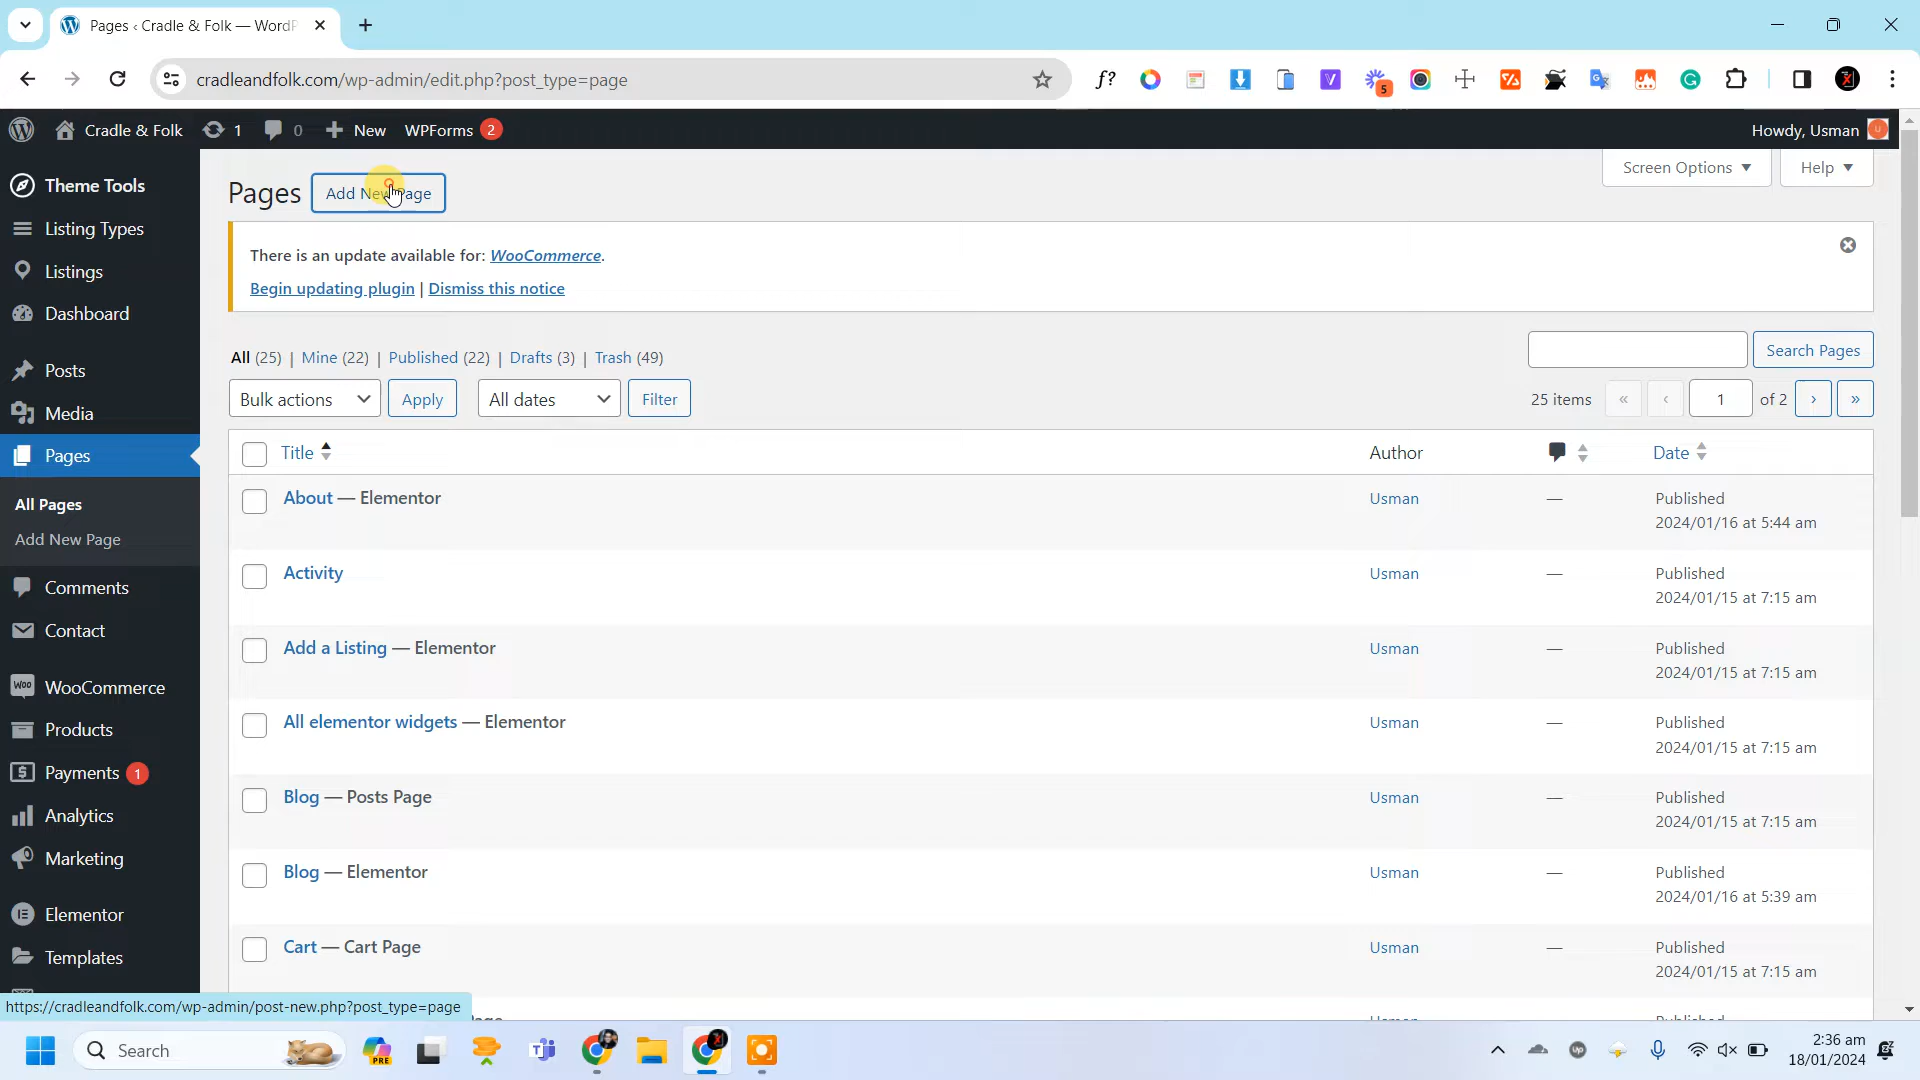 Pages ‹ Cradle & Folk — WordP
cradleandfolk.com/wp-admin/edit.php?post_type=page
f?
5
Cradle & Folk
1
0
New
WPForms 2
Howdy, Usman
Theme Tools
Listing Types
Listings
Dashboard
Posts
Media
Pages
All Pages
Add New Page
Comments
Contact
WooCommerce
Products
Payments 1
Analytics
Marketing
Elementor
Templates
Pages
Add New Page
Screen Options
Help
There is an update available for: WooCommerce.
Begin updating plugin | Dismiss this notice
All (25) | Mine (22) | Published (22) | Drafts (3) | Trash (49)
Search Pages
Bulk actions
Apply
All dates
Filter
25 items « ‹ 1 of 2 › »
Title
Author
Date
About — Elementor
Usman
—
Published
2024/01/16 at 5:44 am
Activity
Usman
—
Published
2024/01/15 at 7:15 am
Add a Listing — Elementor
Usman
—
Published
2024/01/15 at 7:15 am
All elementor widgets — Elementor
Usman
—
Published
2024/01/15 at 7:15 am
Blog — Posts Page
Usman
—
Published
2024/01/15 at 7:15 am
Blog — Elementor
Usman
—
Published
2024/01/16 at 5:39 am
Cart — Cart Page
Usman
—
Published
2024/01/15 at 7:15 am
https://cradleandfolk.com/wp-admin/post-new.php?post_type=page
Search
PRE
2:36 am
18/01/2024